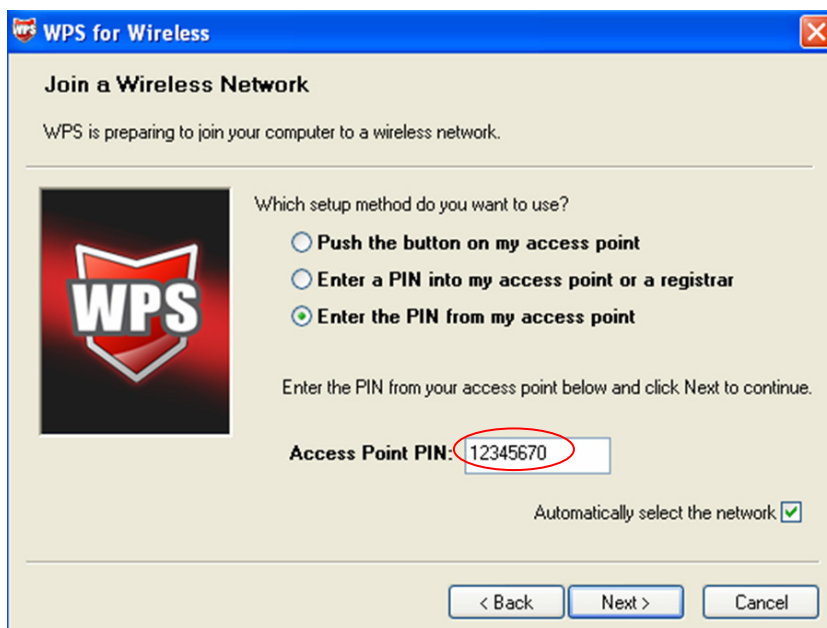 WPS WPS for Wireless
Join a Wireless Network
WPS is preparing to join your computer to a wireless network.
Which setup method do you want to use?
Push the button on my access point
Enter a PIN into my access point or a registrar
Enter the PIN from my access point
WPS
Enter the PIN from your access point below and click Next to continue.
Access Point PIN: 12345670
Automatically select the network
< Back Next > Cancel